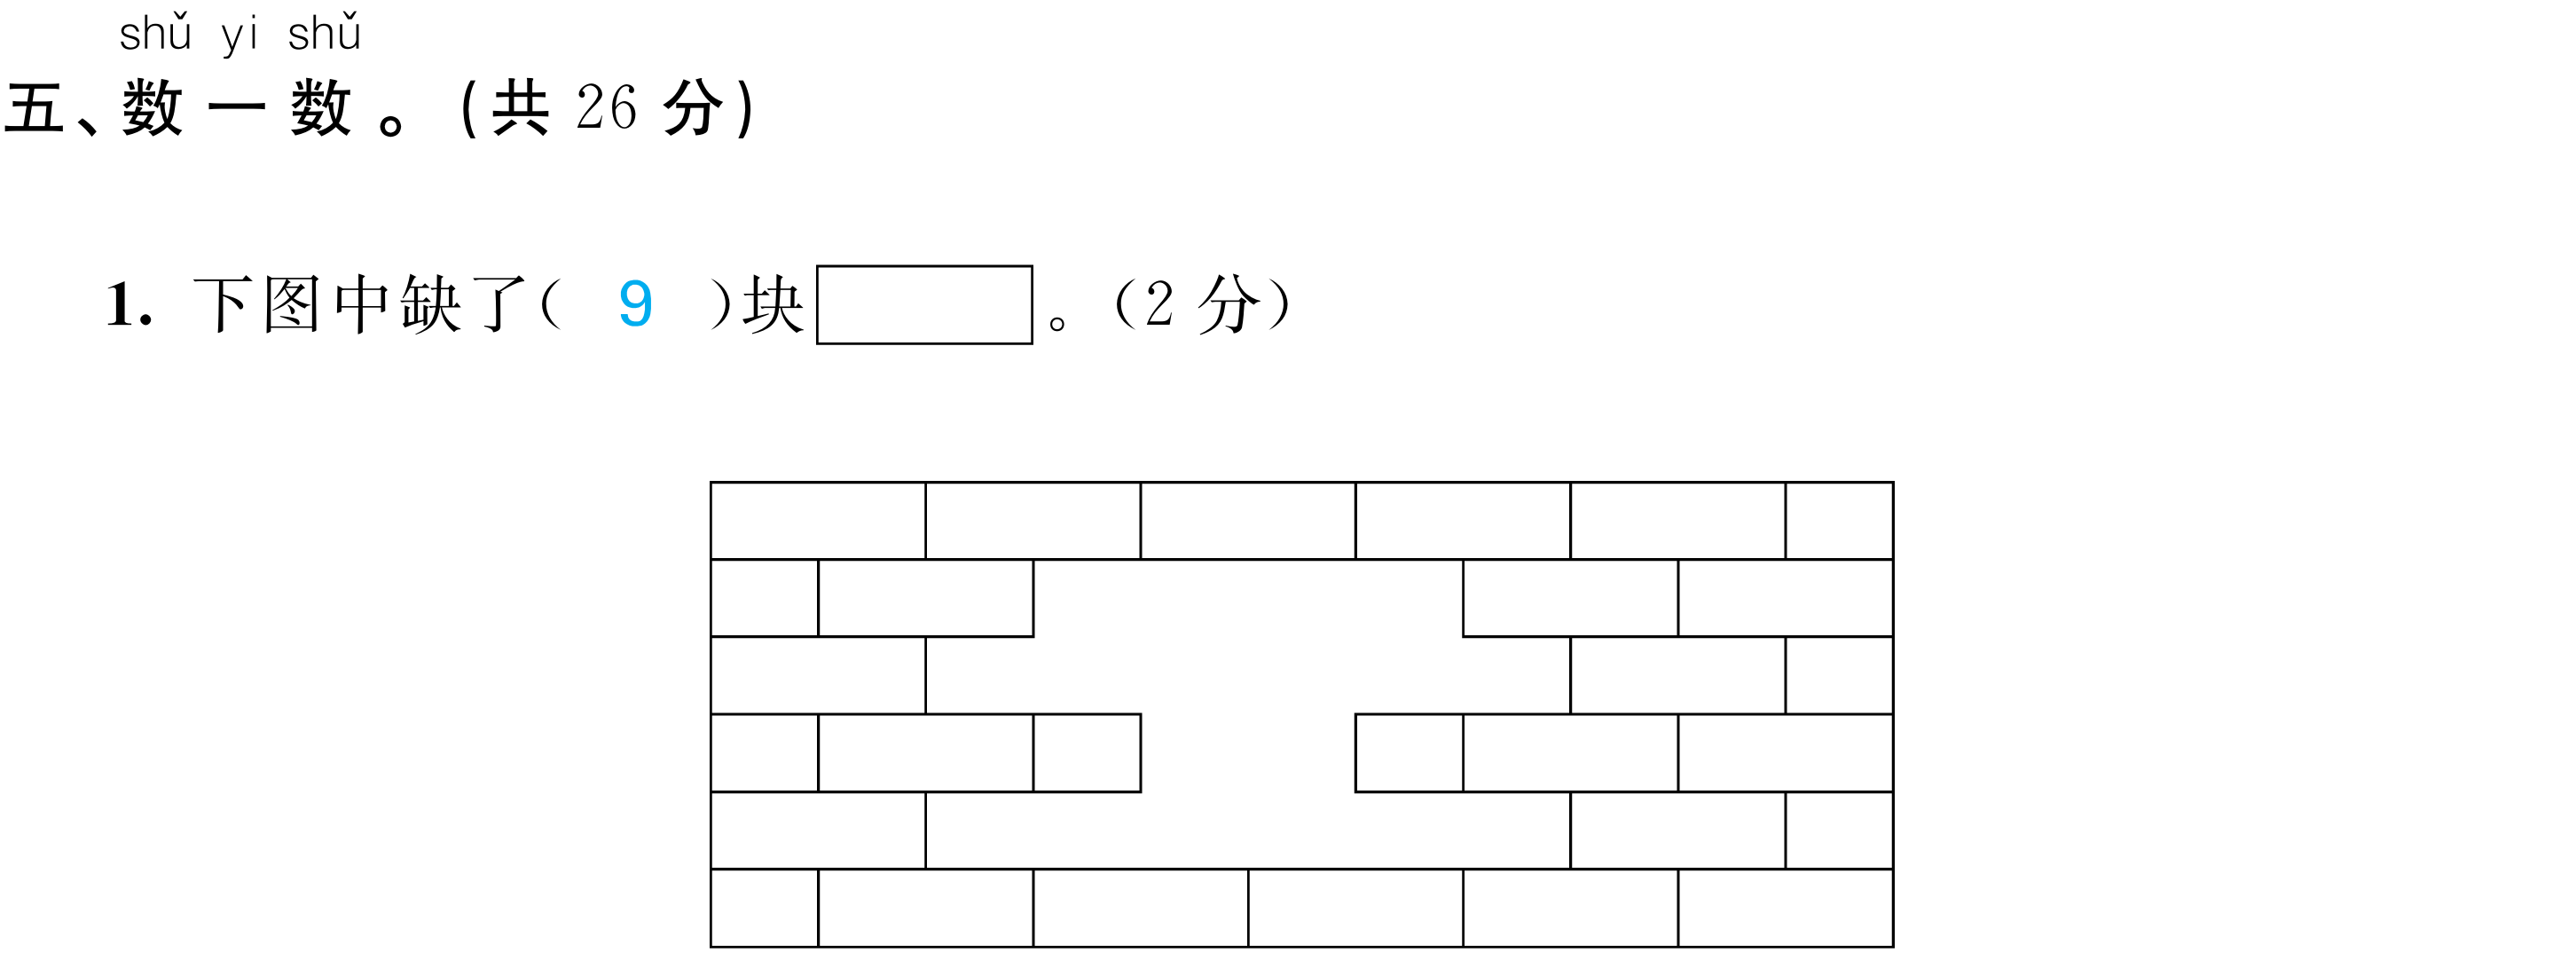 shǔ yi shǔ
五、数一数。(共 26 分)
1. 下图中缺了( 9 )块。(2 分)